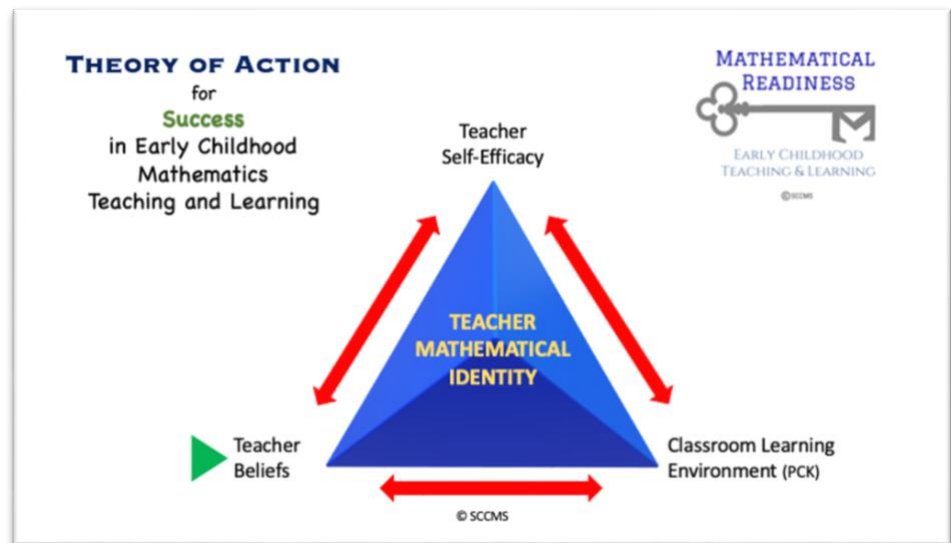 THEORY OF ACTION
for
Success
in Early Childhood
Mathematics
Teaching and Learning
MATHEMATICAL
READINESS
EARLY CHILDHOOD
TEACHING & LEARNING
©SCCMS
Teacher
Self-Efficacy
TEACHER
MATHEMATICAL
IDENTITY
Teacher
Beliefs
Classroom Learning
Environment (PCK)
© SCCMS